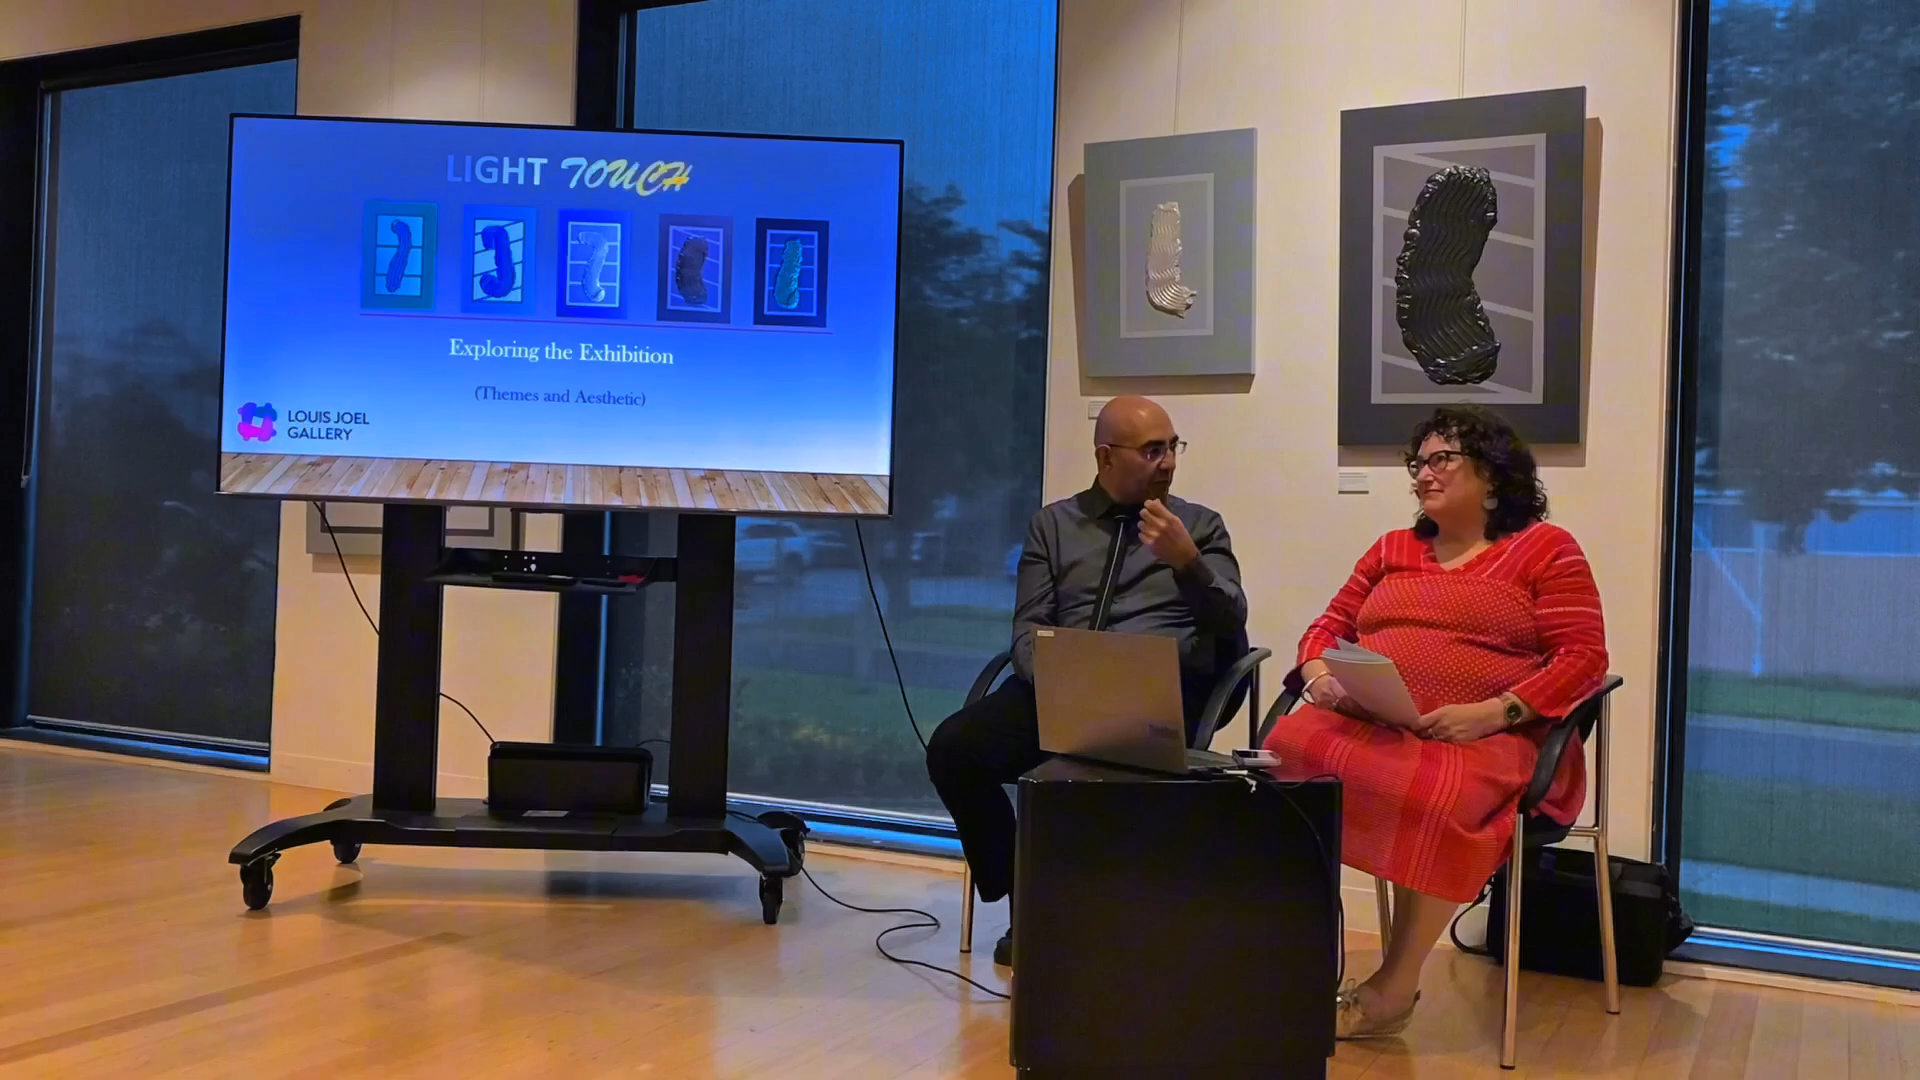 LIGHT TOUCH
Exploring the Exhibition
(Themes and Aesthetic)
LOUIS JOEL
GALLERY